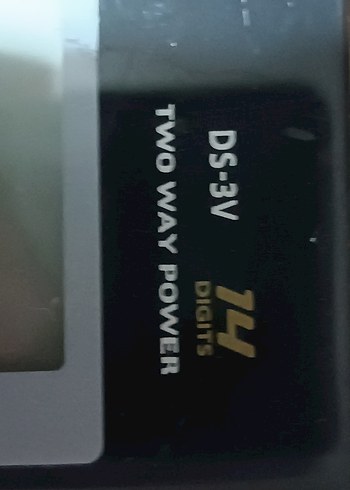 DS-3V 14
DIGITS
TWO WAY POWER